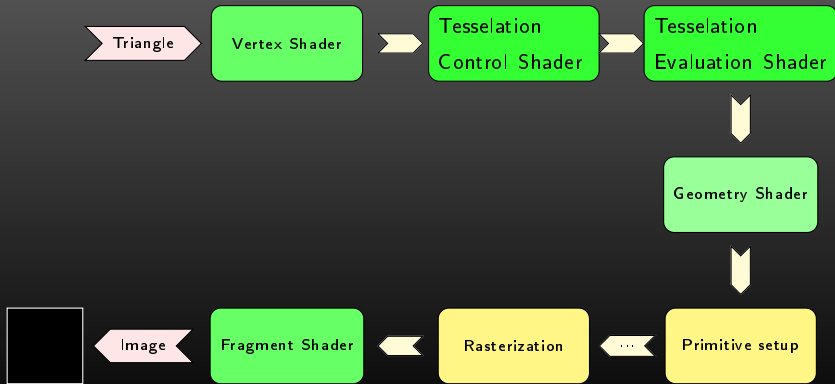 Triangle
Vertex Shader
Tesselation
Control Shader
Tesselation
Evaluation Shader
Geometry Shader
Primitive setup
...
Rasterization
Fragment Shader
Image